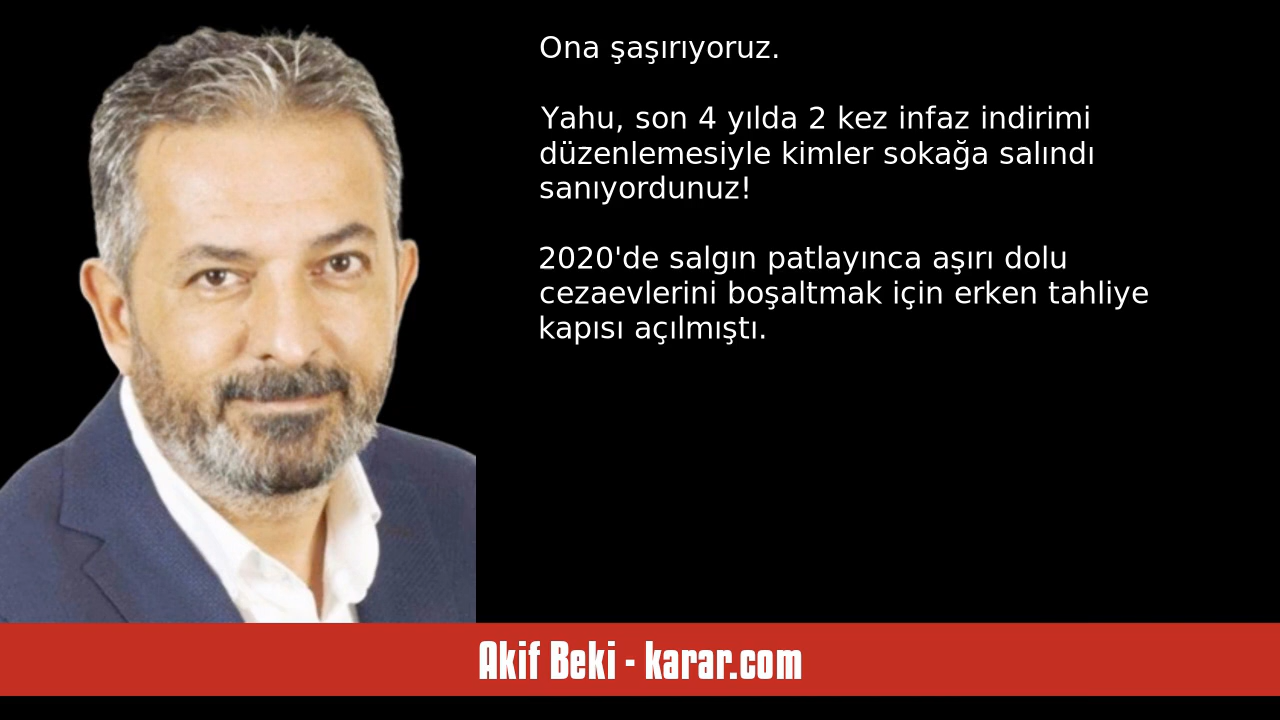 Ona şaşırıyoruz.
Yahu, son 4 yılda 2 kez infaz indirimi
düzenlemesiyle kimler sokağa salındı
sanıyordunuz!
2020'de salgın patlayınca aşırı dolu
cezaevlerini boşaltmak için erken tahliye
kapısı açılmıştı.
Akif Beki - karar.com